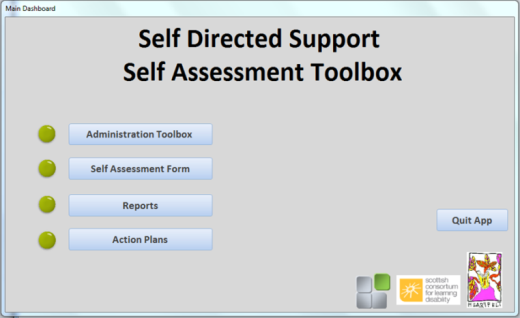 Main Dashboard
Self Directed Support
Self Assessment Toolbox
Administration Toolbox
Self Assessment Form
Reports
Action Plans
Quit App
scottish
consortium
for learning
disability
HEARTFELT